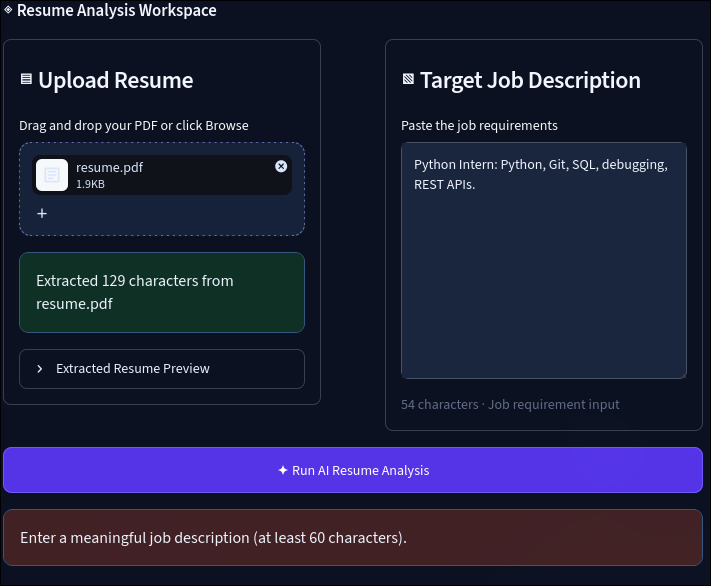 Resume Analysis Workspace
Upload Resume
Drag and drop your PDF or click Browse
resume.pdf
1.9KB
+
Extracted 129 characters from
resume.pdf
Extracted Resume Preview
Target Job Description
Paste the job requirements
Python Intern: Python, Git, SQL, debugging,
REST APIs.
54 characters · Job requirement input
Run AI Resume Analysis
Enter a meaningful job description (at least 60 characters).